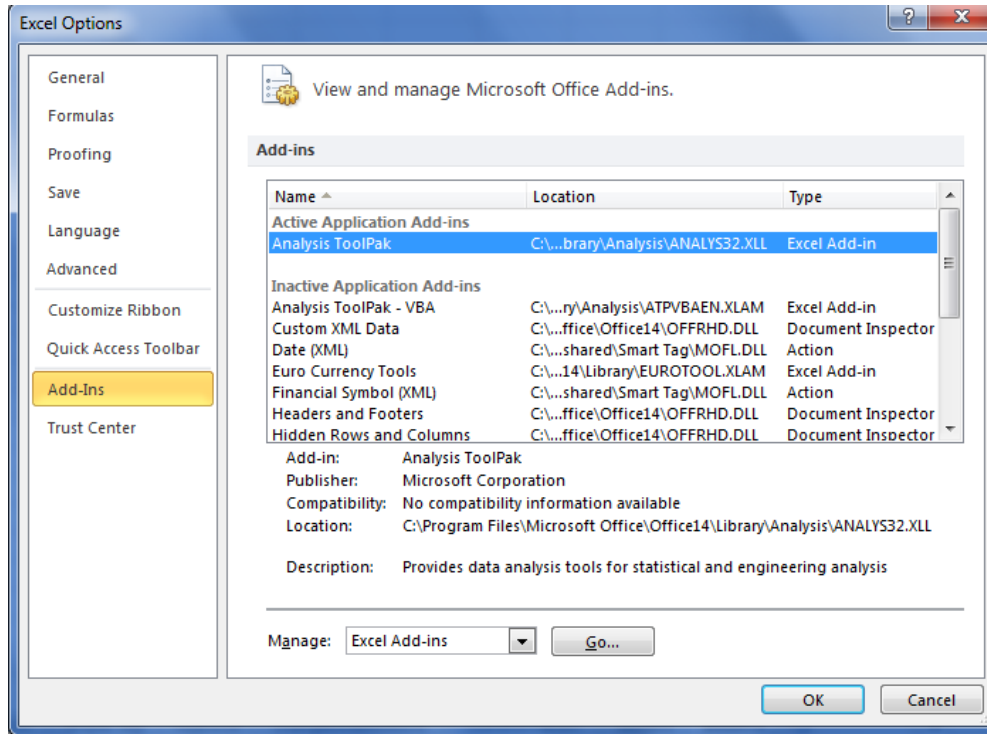 Excel Options
General
Formulas
Proofing
Save
Language
Advanced
Customize Ribbon
Quick Access Toolbar
Add-Ins
Trust Center
View and manage Microsoft Office Add-ins.
Add-ins
Name Location Type
Active Application Add-ins
Analysis ToolPak C:\...brary\Analysis\ANALYS32.XLL Excel Add-in
Inactive Application Add-ins
Analysis ToolPak - VBA C:\...ry\Analysis\ATPVBAEN.XLAM Excel Add-in
Custom XML Data C:\...ffice\Office14\OFFRHD.DLL Document Inspector
Date (XML) C:\...shared\Smart Tag\MOFL.DLL Action
Euro Currency Tools C:\...14\Library\EUROTOOL.XLAM Excel Add-in
Financial Symbol (XML) C:\...shared\Smart Tag\MOFL.DLL Action
Headers and Footers C:\...ffice\Office14\OFFRHD.DLL Document Inspector
Hidden Rows and Columns C:\...ffice\Office14\OFFRHD.DLL Document Inspector
Add-in: Analysis ToolPak
Publisher: Microsoft Corporation
Compatibility: No compatibility information available
Location: C:\Program Files\Microsoft Office\Office14\Library\Analysis\ANALYS32.XLL
Description: Provides data analysis tools for statistical and engineering analysis
Manage: Excel Add-ins Go...
OK Cancel